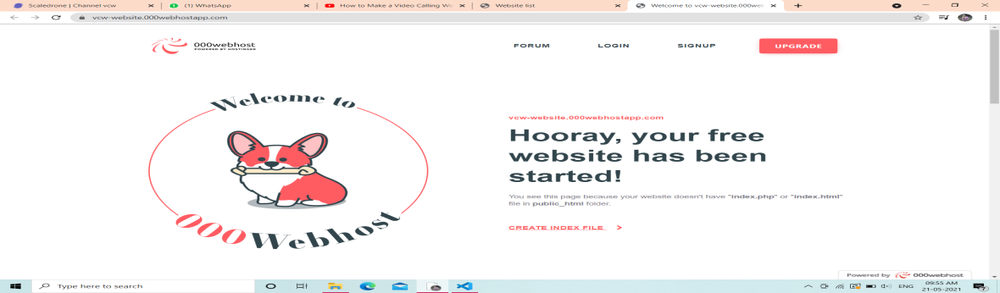 Scaledrone | Channel vcw
(1) WhatsApp
How to Make a Video Calling We
Website list
Welcome to vcw-website.000wel
vcw-website.000webhostapp.com
000webhost
POWERED BY HOSTINGER
FORUM
LOGIN
SIGNUP
UPGRADE
Welcome to
000Webhost
vcw-website.000webhostapp.com
Hooray, your free
website has been
started!
You see this page because your website doesn't have "index.php" or "index.html"
file in public_html folder.
CREATE INDEX FILE
Powered by 000webhost
Type here to search
ENG
09:55 AM
21-05-2021